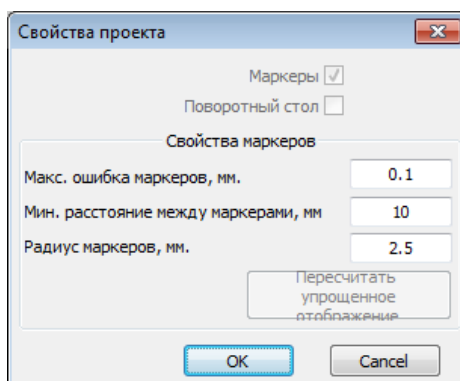 Свойства проекта
Маркеры
Поворотный стол
Свойства маркеров
Макс. ошибка маркеров, мм. 0.1
Мин. расстояние между маркерами, мм 10
Радиус маркеров, мм. 2.5
Пересчитать
упрощенное
отображение
OK Cancel